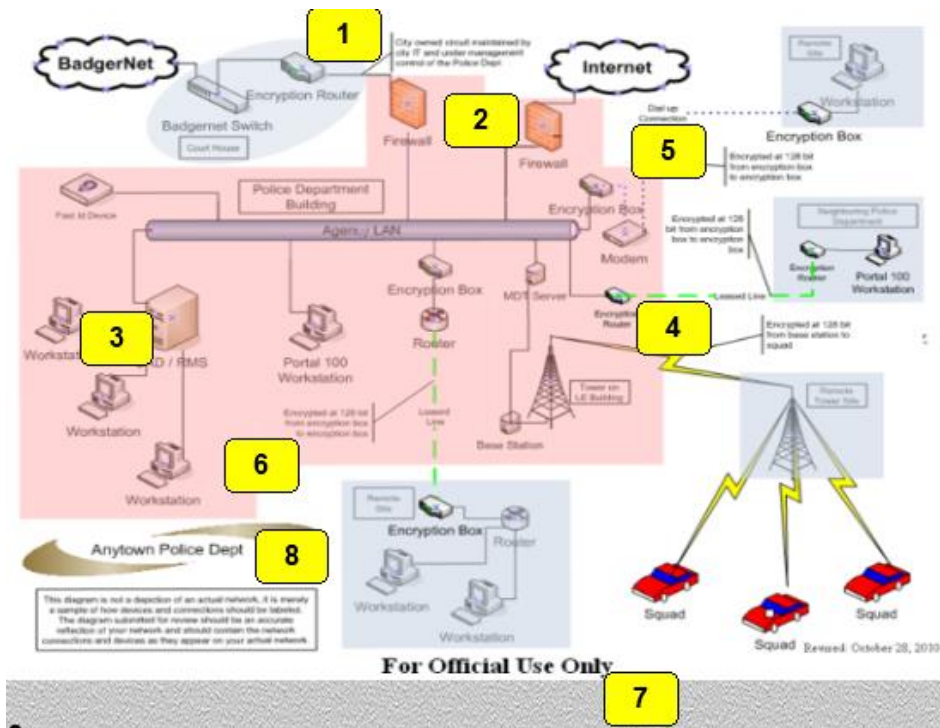 1
City owned circuit maintained by
city IT and under management
control of the Police Dept
BadgerNet
Internet
Encryption Router
Badgernet Switch
Court House
Firewall
2
Firewall
Remote
Site
Workstation
Dial up
Connection
Encryption Box
5
Encrypted at 128 bit
from encryption box
to encryption box
Police Department
Building
Fast Id Device
Encryption Box
Agency LAN
Modem
Encrypted at 128
bit from encryption
box to encryption
box
Neighboring Police
Department
Encryption
Router
Portal 100
Workstation
Leased Line
Encryption Box
MDT Server
Encryption
Router
3
Workstation
/ RMS
Portal 100
Workstation
Router
4
Encrypted at 128 bit
from base station to
squad
Workstation
Encrypted at 128 bit
from encryption box
to encryption box
Leased
Line
Tower on
LE Building
Base Station
Remote
Tower Site
6
Workstation
Remote
Site
Encryption Box
Router
Workstation
Workstation
Anytown Police Dept
8
This diagram is not a depiction of an actual network, it is merely
a sample of how devices and connections should be labeled.
The diagram submitted for review should be an accurate
reflection of your network and should contain the network
connections and devices as they appear on your actual network.
Squad
Squad
Squad
Revised: October 28, 2010
For Official Use Only
7